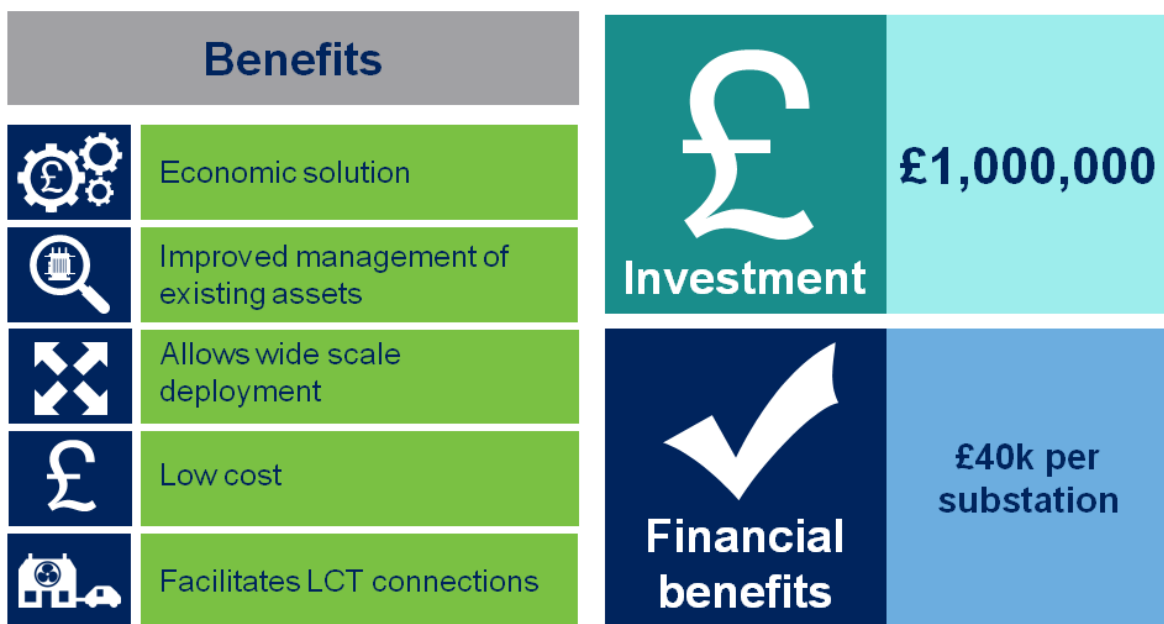 Benefits
£
Economic solution
Improved management of
existing assets
Allows wide scale
deployment
£
Low cost
Facilitates LCT connections
£
Investment
£1,000,000
Financial
benefits
£40k per
substation